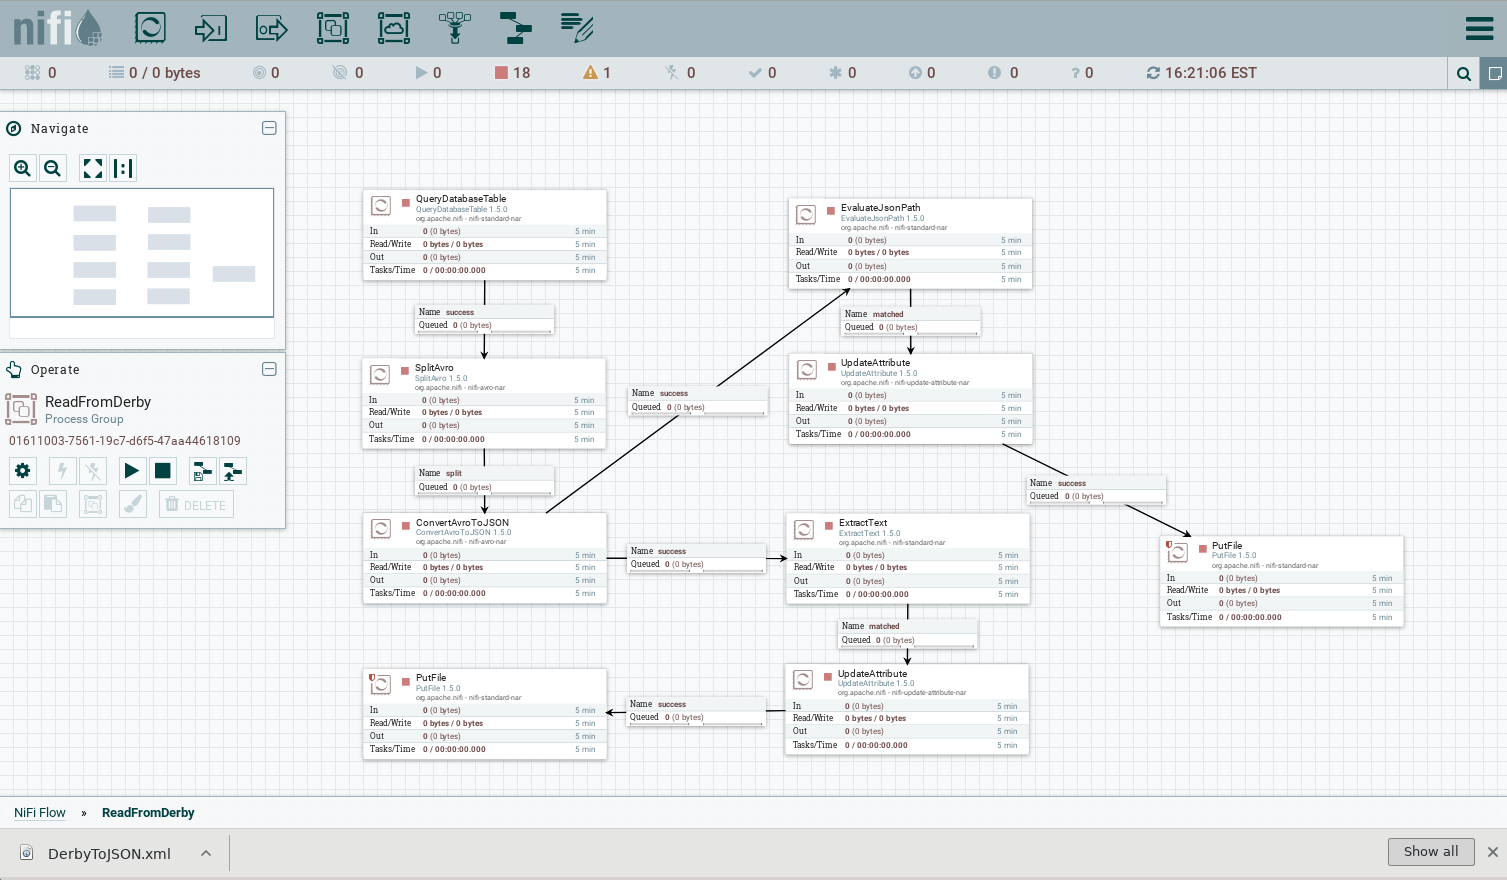 nifi
0
0 / 0 bytes
0
0
0
18
1
0
0
0
0
0
0
16:21:06 EST
Navigate
Operate
ReadFromDerby
Process Group
01611003-7561-19c7-d6f5-47aa44618109
DELETE
QueryDatabaseTable
QueryDatabaseTable 1.5.0
org.apache.nifi - nifi-standard-nar
In 0 (0 bytes) 5 min
Read/Write 0 bytes / 0 bytes 5 min
Out 0 (0 bytes) 5 min
Tasks/Time 0 / 00:00:00.000 5 min
Name success
Queued 0 (0 bytes)
SplitAvro
SplitAvro 1.5.0
org.apache.nifi - nifi-avro-nar
In 0 (0 bytes) 5 min
Read/Write 0 bytes / 0 bytes 5 min
Out 0 (0 bytes) 5 min
Tasks/Time 0 / 00:00:00.000 5 min
Name split
Queued 0 (0 bytes)
ConvertAvroToJSON
ConvertAvroToJSON 1.5.0
org.apache.nifi - nifi-avro-nar
In 0 (0 bytes) 5 min
Read/Write 0 bytes / 0 bytes 5 min
Out 0 (0 bytes) 5 min
Tasks/Time 0 / 00:00:00.000 5 min
Name success
Queued 0 (0 bytes)
EvaluateJsonPath
EvaluateJsonPath 1.5.0
org.apache.nifi - nifi-standard-nar
In 0 (0 bytes) 5 min
Read/Write 0 bytes / 0 bytes 5 min
Out 0 (0 bytes) 5 min
Tasks/Time 0 / 00:00:00.000 5 min
Name matched
Queued 0 (0 bytes)
UpdateAttribute
UpdateAttribute 1.5.0
org.apache.nifi - nifi-update-attribute-nar
In 0 (0 bytes) 5 min
Read/Write 0 bytes / 0 bytes 5 min
Out 0 (0 bytes) 5 min
Tasks/Time 0 / 00:00:00.000 5 min
Name success
Queued 0 (0 bytes)
PutFile
PutFile 1.5.0
org.apache.nifi - nifi-standard-nar
In 0 (0 bytes) 5 min
Read/Write 0 bytes / 0 bytes 5 min
Out 0 (0 bytes) 5 min
Tasks/Time 0 / 00:00:00.000 5 min
Name success
Queued 0 (0 bytes)
ExtractText
ExtractText 1.5.0
org.apache.nifi - nifi-standard-nar
In 0 (0 bytes) 5 min
Read/Write 0 bytes / 0 bytes 5 min
Out 0 (0 bytes) 5 min
Tasks/Time 0 / 00:00:00.000 5 min
Name matched
Queued 0 (0 bytes)
UpdateAttribute
UpdateAttribute 1.5.0
org.apache.nifi - nifi-update-attribute-nar
In 0 (0 bytes) 5 min
Read/Write 0 bytes / 0 bytes 5 min
Out 0 (0 bytes) 5 min
Tasks/Time 0 / 00:00:00.000 5 min
Name success
Queued 0 (0 bytes)
PutFile
PutFile 1.5.0
org.apache.nifi - nifi-standard-nar
In 0 (0 bytes) 5 min
Read/Write 0 bytes / 0 bytes 5 min
Out 0 (0 bytes) 5 min
Tasks/Time 0 / 00:00:00.000 5 min
NiFi Flow » ReadFromDerby
DerbyToJSON.xml
Show all